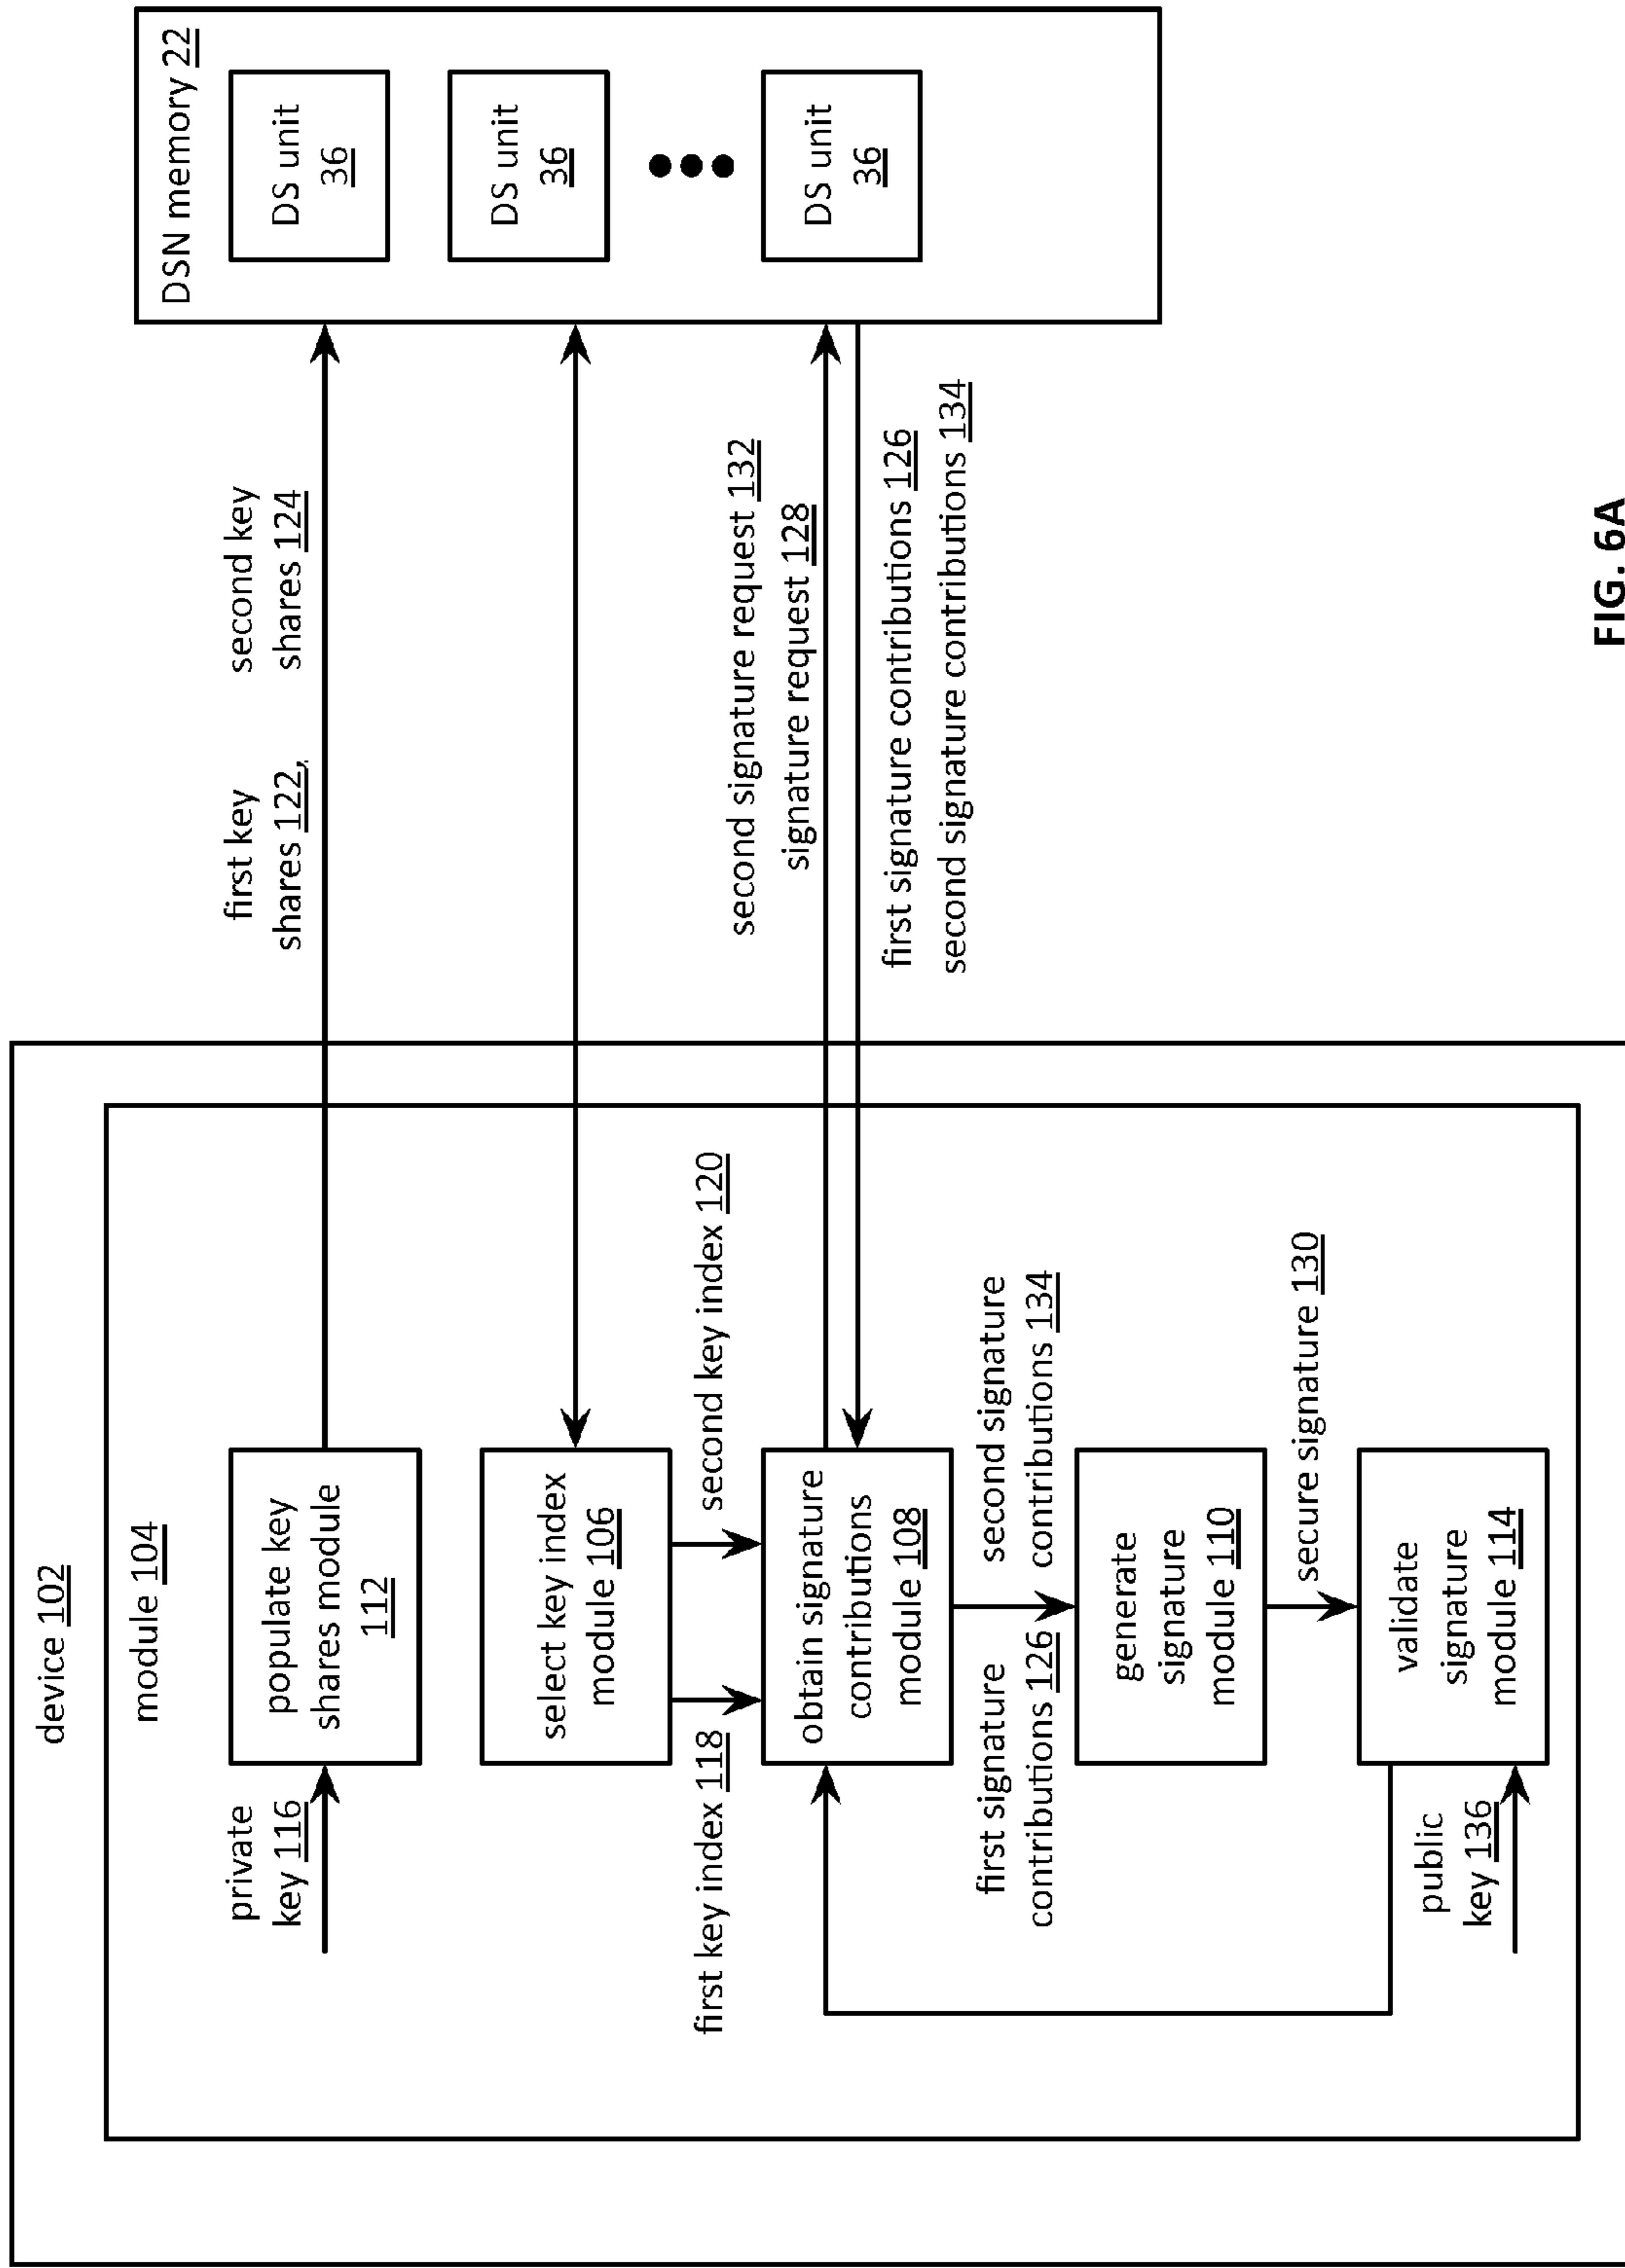 device 102
module 104
private
key 116
populate key
shares module
112
first key
shares 122,
second key
shares 124
DSN memory 22
DS unit
36
DS unit
36
DS unit
36
select key index
module 106
first key index 118
second key index 120
second signature request 132
signature request 128
obtain signature
contributions
module 108
first signature contributions 126
second signature contributions 134
first signature
contributions 126
second signature
contributions 134
generate
signature
module 110
secure signature 130
public
key 136
validate
signature
module 114
FIG. 6A